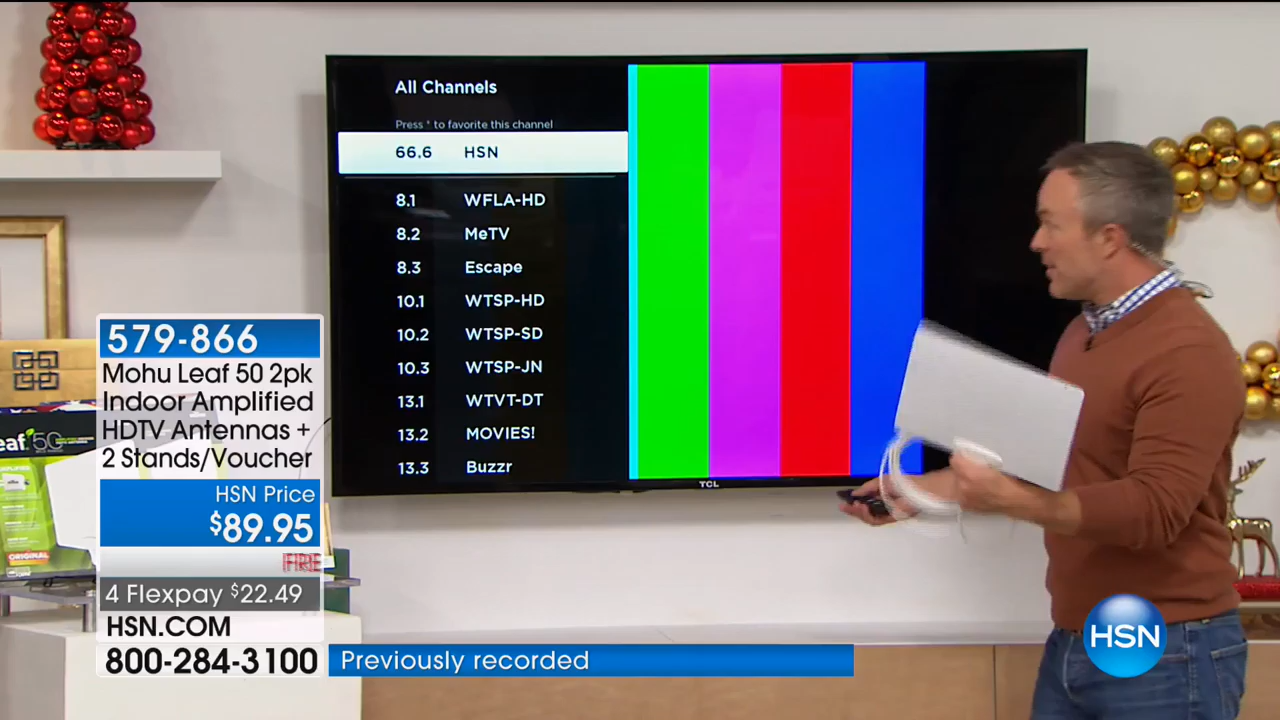 All Channels
Press * to favorite this channel
66.6 HSN
8.1 WFLA-HD
8.2 MeTV
8.3 Escape
10.1 WTSP-HD
10.2 WTSP-SD
10.3 WTSP-JN
13.1 WTVT-DT
13.2 MOVIES!
13.3 Buzzr
TCL
579-866
Mohu Leaf 50 2pk
Indoor Amplified
HDTV Antennas +
2 Stands/Voucher
HSN Price
$89.95
4 Flexpay $22.49
HSN.COM
800-284-3100
Previously recorded
HSN
eaf 50
ORIGINAL